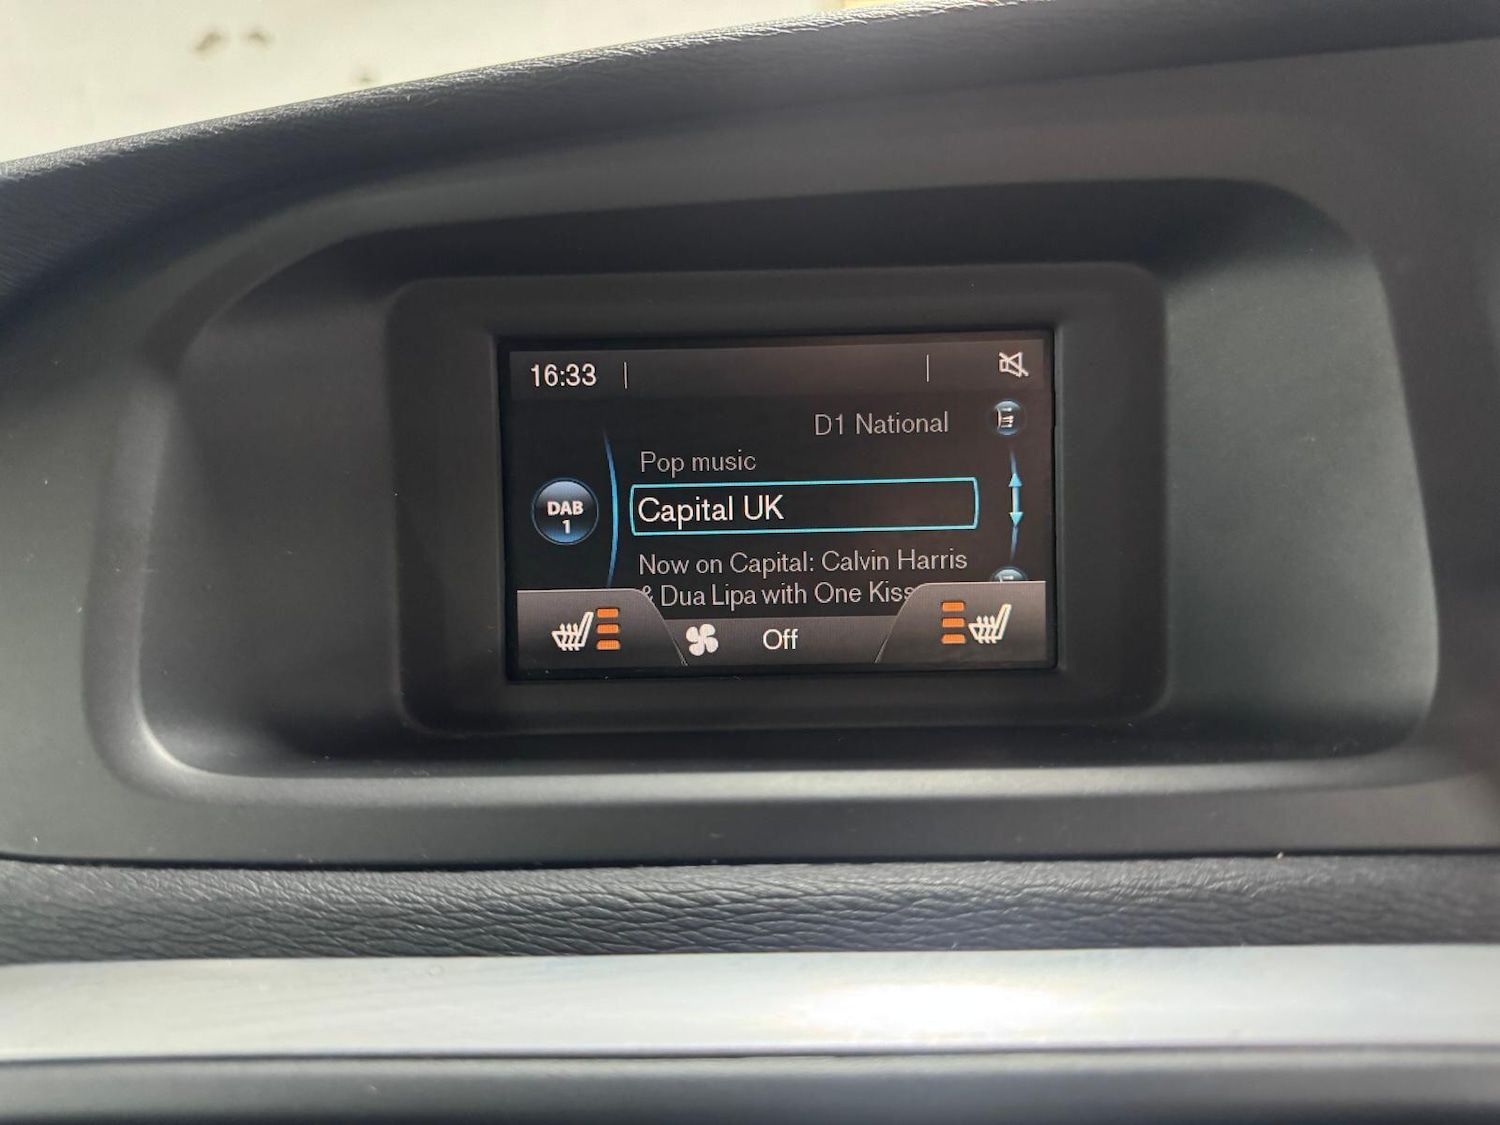 16:33
D1 National
Pop music
DAB
1
Capital UK
Now on Capital: Calvin Harris
& Dua Lipa with One Kiss
Off